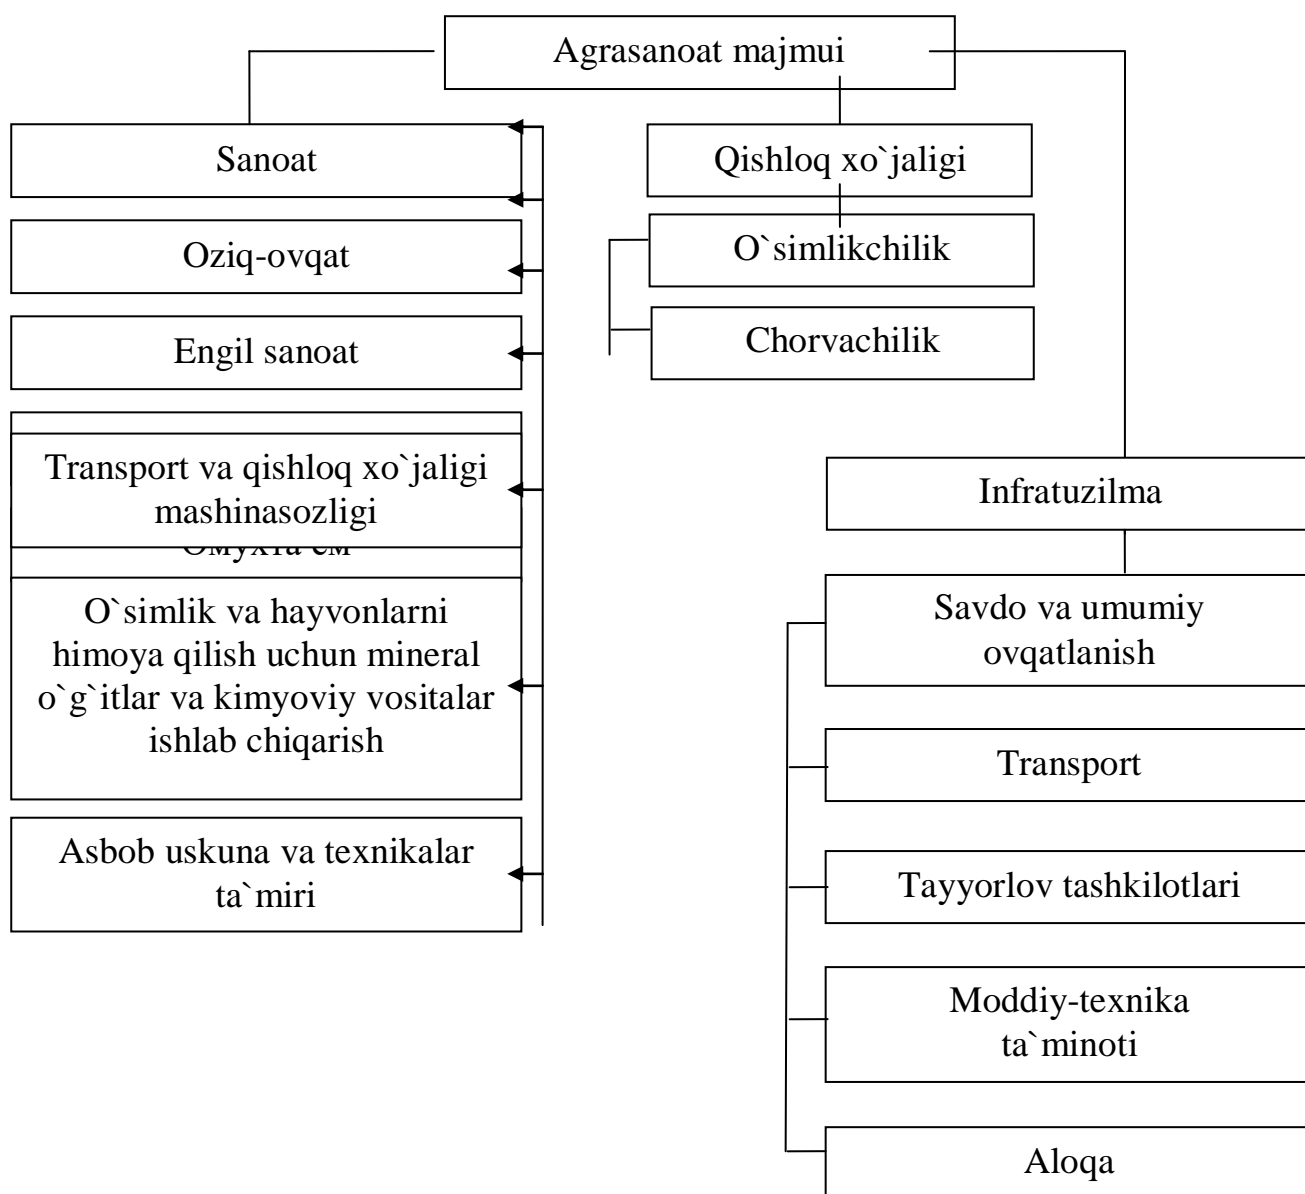 Agrasanoat majmui
Sanoat
Oziq-ovqat
Engil sanoat
Transport va qishloq xo`jaligi
mashinasozligi
O`simlik va hayvonlarni
himoya qilish uchun mineral
o`g`itlar va kimyoviy vositalar
ishlab chiqarish
Asbob uskuna va texnikalar
ta`miri
Qishloq xo`jaligi
O`simlikchilik
Chorvachilik
Infratuzilma
Savdo va umumiy
ovqatlanish
Transport
Tayyorlov tashkilotlari
Moddiy-texnika
ta`minoti
Aloqa